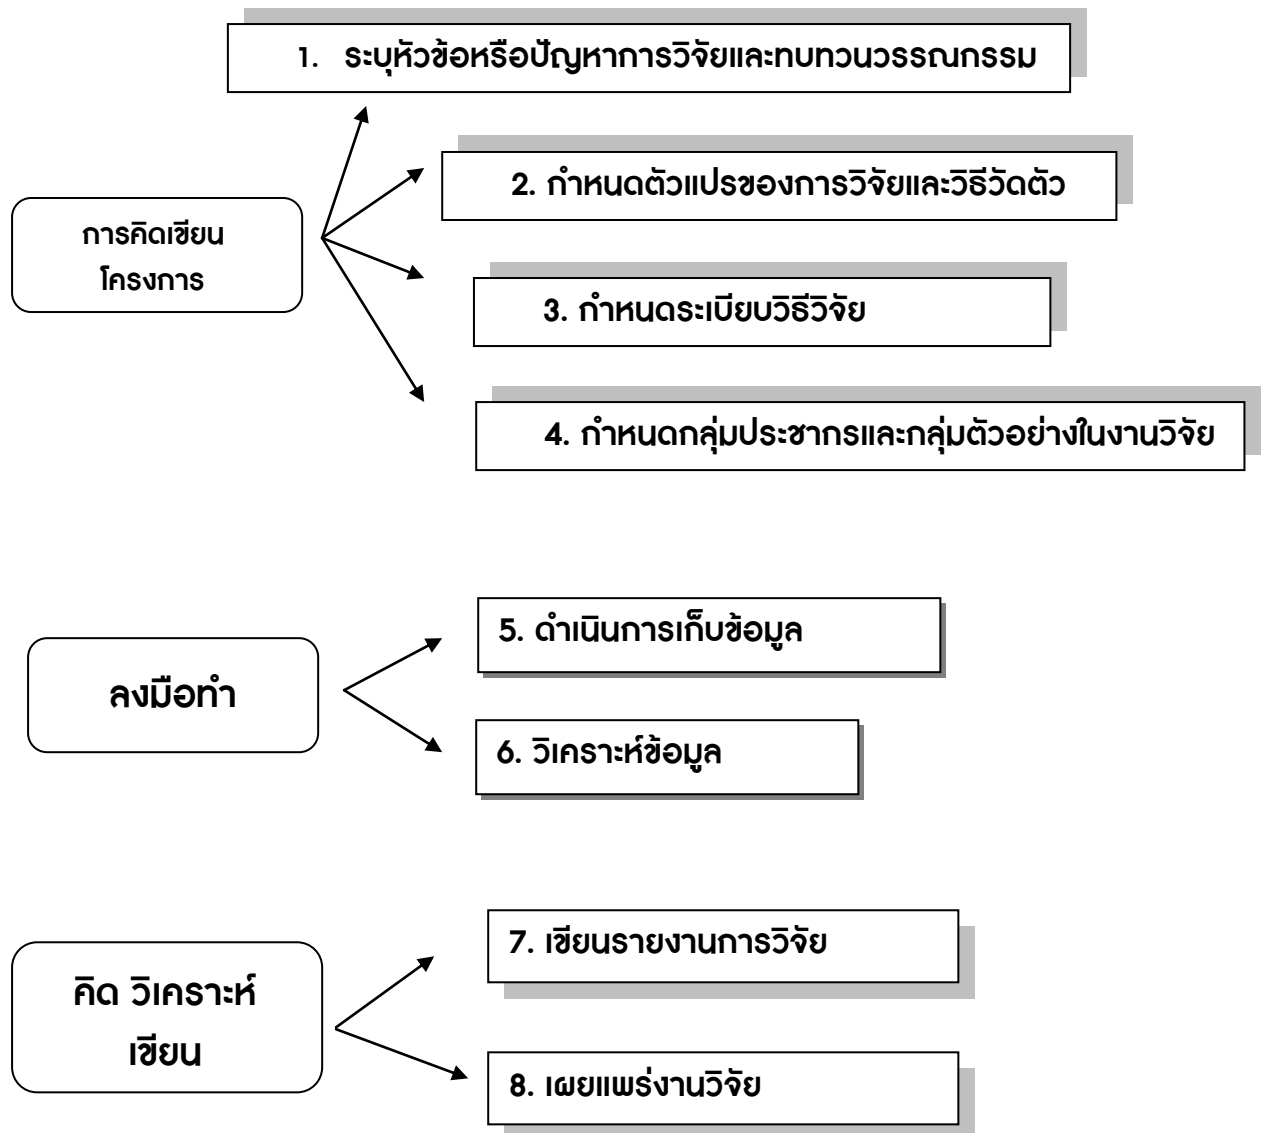 1. ระบุหัวข้อหรือปัญหาการวิจัยและทบทวนวรรณกรรม
2. กำหนดตัวแปรของการวิจัยและวิธีวัดตัว
การคิดเขียน
โครงการ
3. กำหนดระเบียบวิธีวิจัย
4. กำหนดกลุ่มประชากรและกลุ่มตัวอย่างในงานวิจัย
5. ดำเนินการเก็บข้อมูล
ลงมือทำ
6. วิเคราะห์ข้อมูล
7. เขียนรายงานการวิจัย
คิด วิเคราะห์
เขียน
8. เผยแพร่งานวิจัย